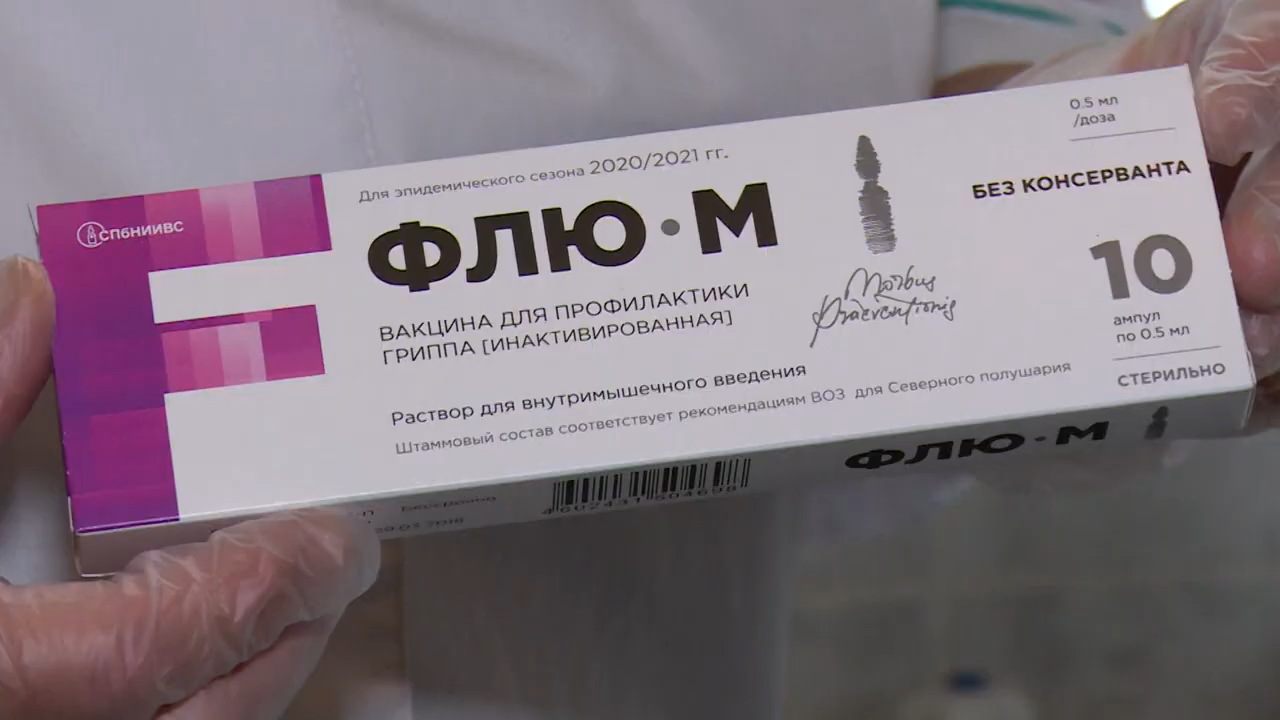 СПбНИИВС
Для эпидемического сезона 2020/2021 гг.
ФЛЮ·М
ВАКЦИНА ДЛЯ ПРОФИЛАКТИКИ
ГРИППА [ИНАКТИВИРОВАННАЯ]
Раствор для внутримышечного введения
Штаммовый состав соответствует рекомендациям ВОЗ для Северного полушария
Morbus
Praeventionis
0.5 мл
/доза
БЕЗ КОНСЕРВАНТА
10
ампул
по 0.5 мл
СТЕРИЛЬНО
4602431504698
ФЛЮ·М